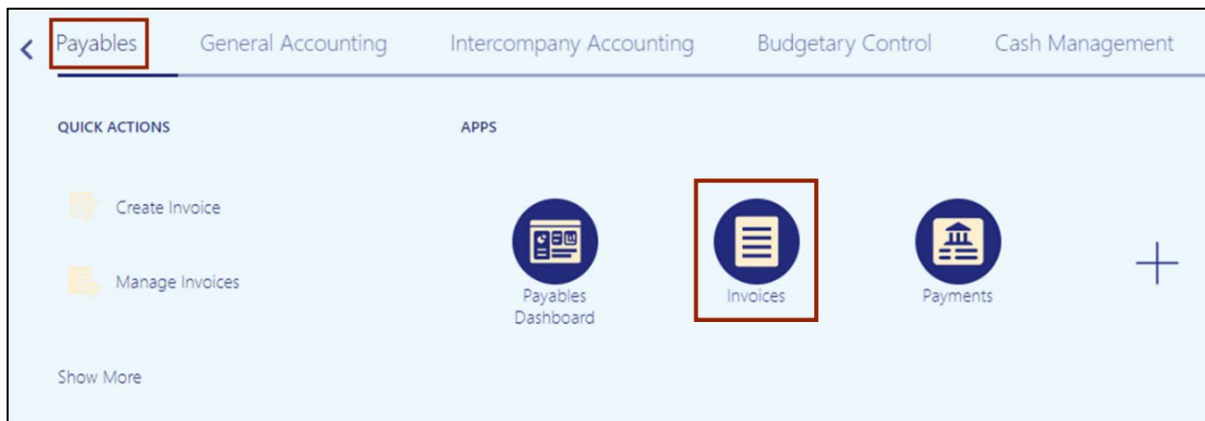 Payables General Accounting Intercompany Accounting Budgetary Control Cash Management
QUICK ACTIONS
Create Invoice
Manage Invoices
Show More
APPS
Payables
Dashboard
Invoices
Payments